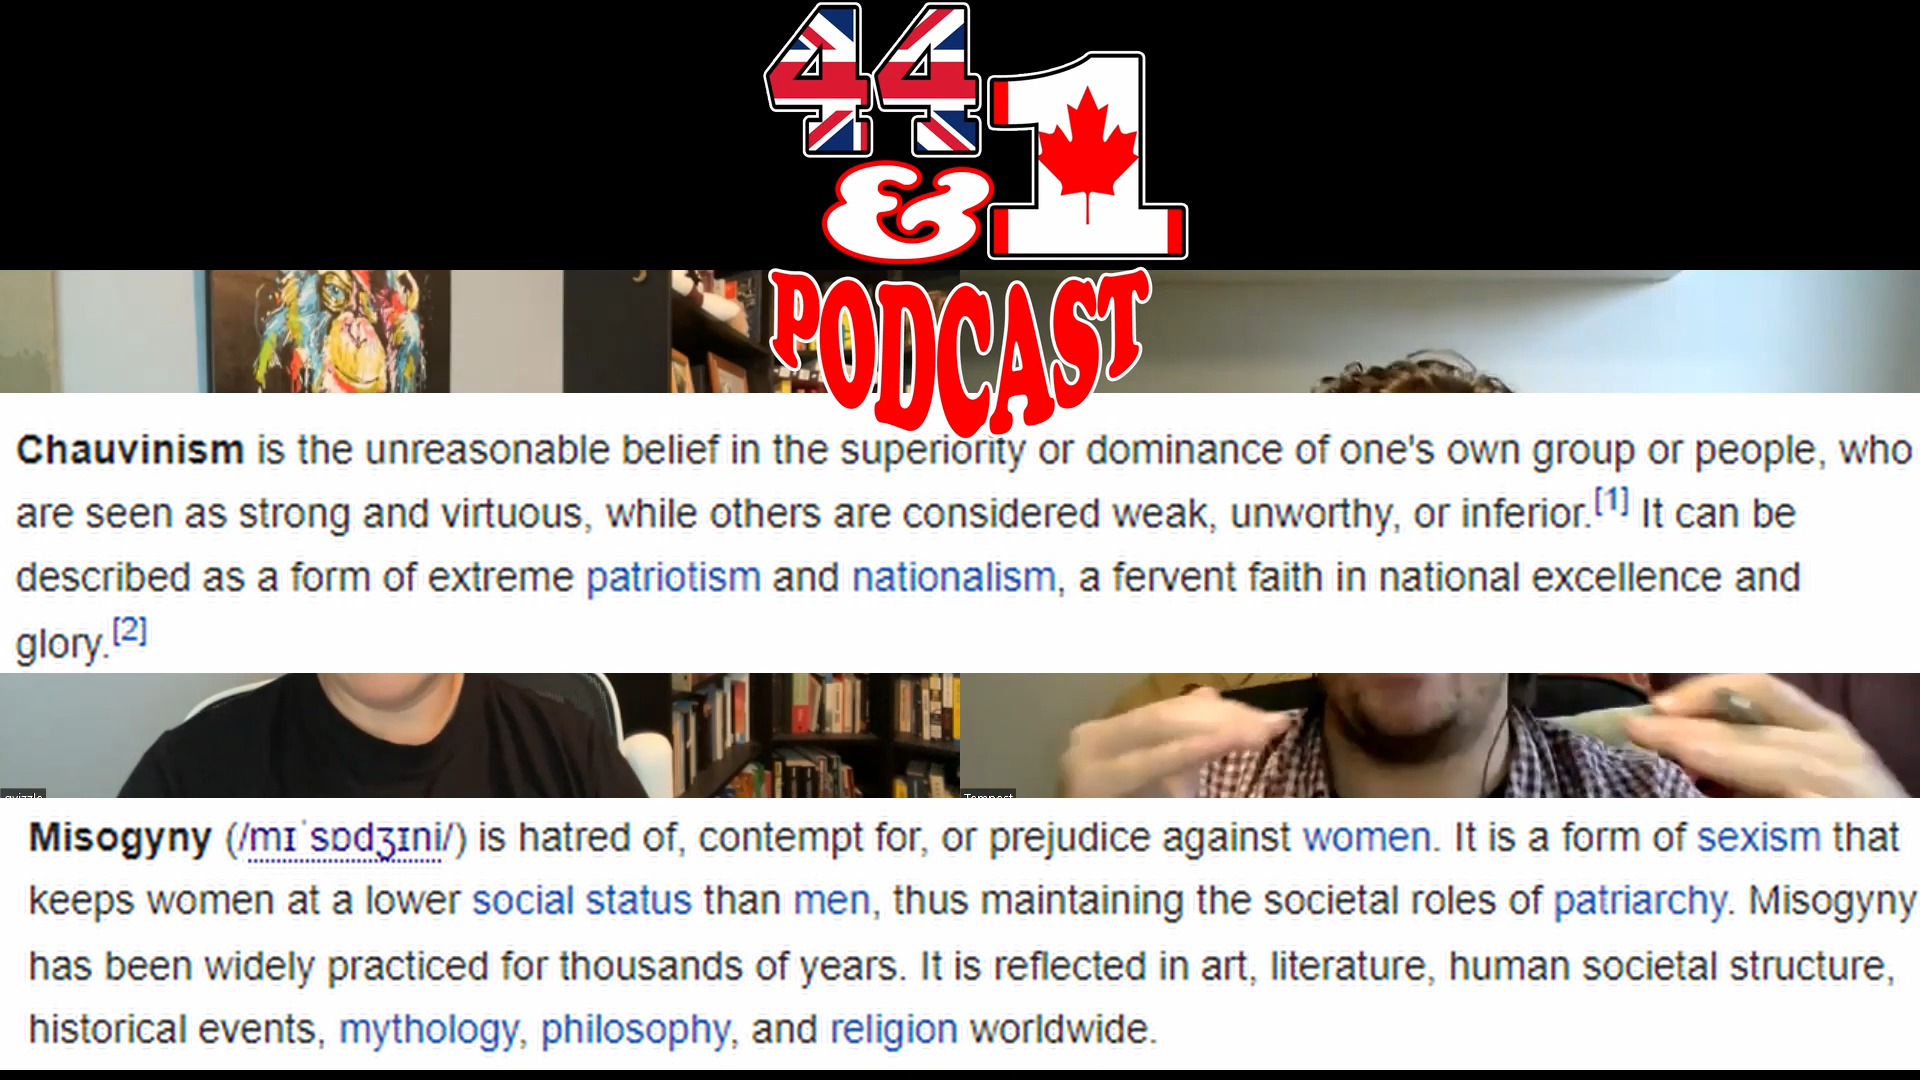 44
&1
PODCAST
Chauvinism is the unreasonable belief in the superiority or dominance of one's own group or people, who
are seen as strong and virtuous, while others are considered weak, unworthy, or inferior.[1] It can be
described as a form of extreme patriotism and nationalism, a fervent faith in national excellence and
glory.[2]
Tempest
Misogyny (/mɪˈsɒdʒɪni/) is hatred of, contempt for, or prejudice against women. It is a form of sexism that
keeps women at a lower social status than men, thus maintaining the societal roles of patriarchy. Misogyny
has been widely practiced for thousands of years. It is reflected in art, literature, human societal structure,
historical events, mythology, philosophy, and religion worldwide.